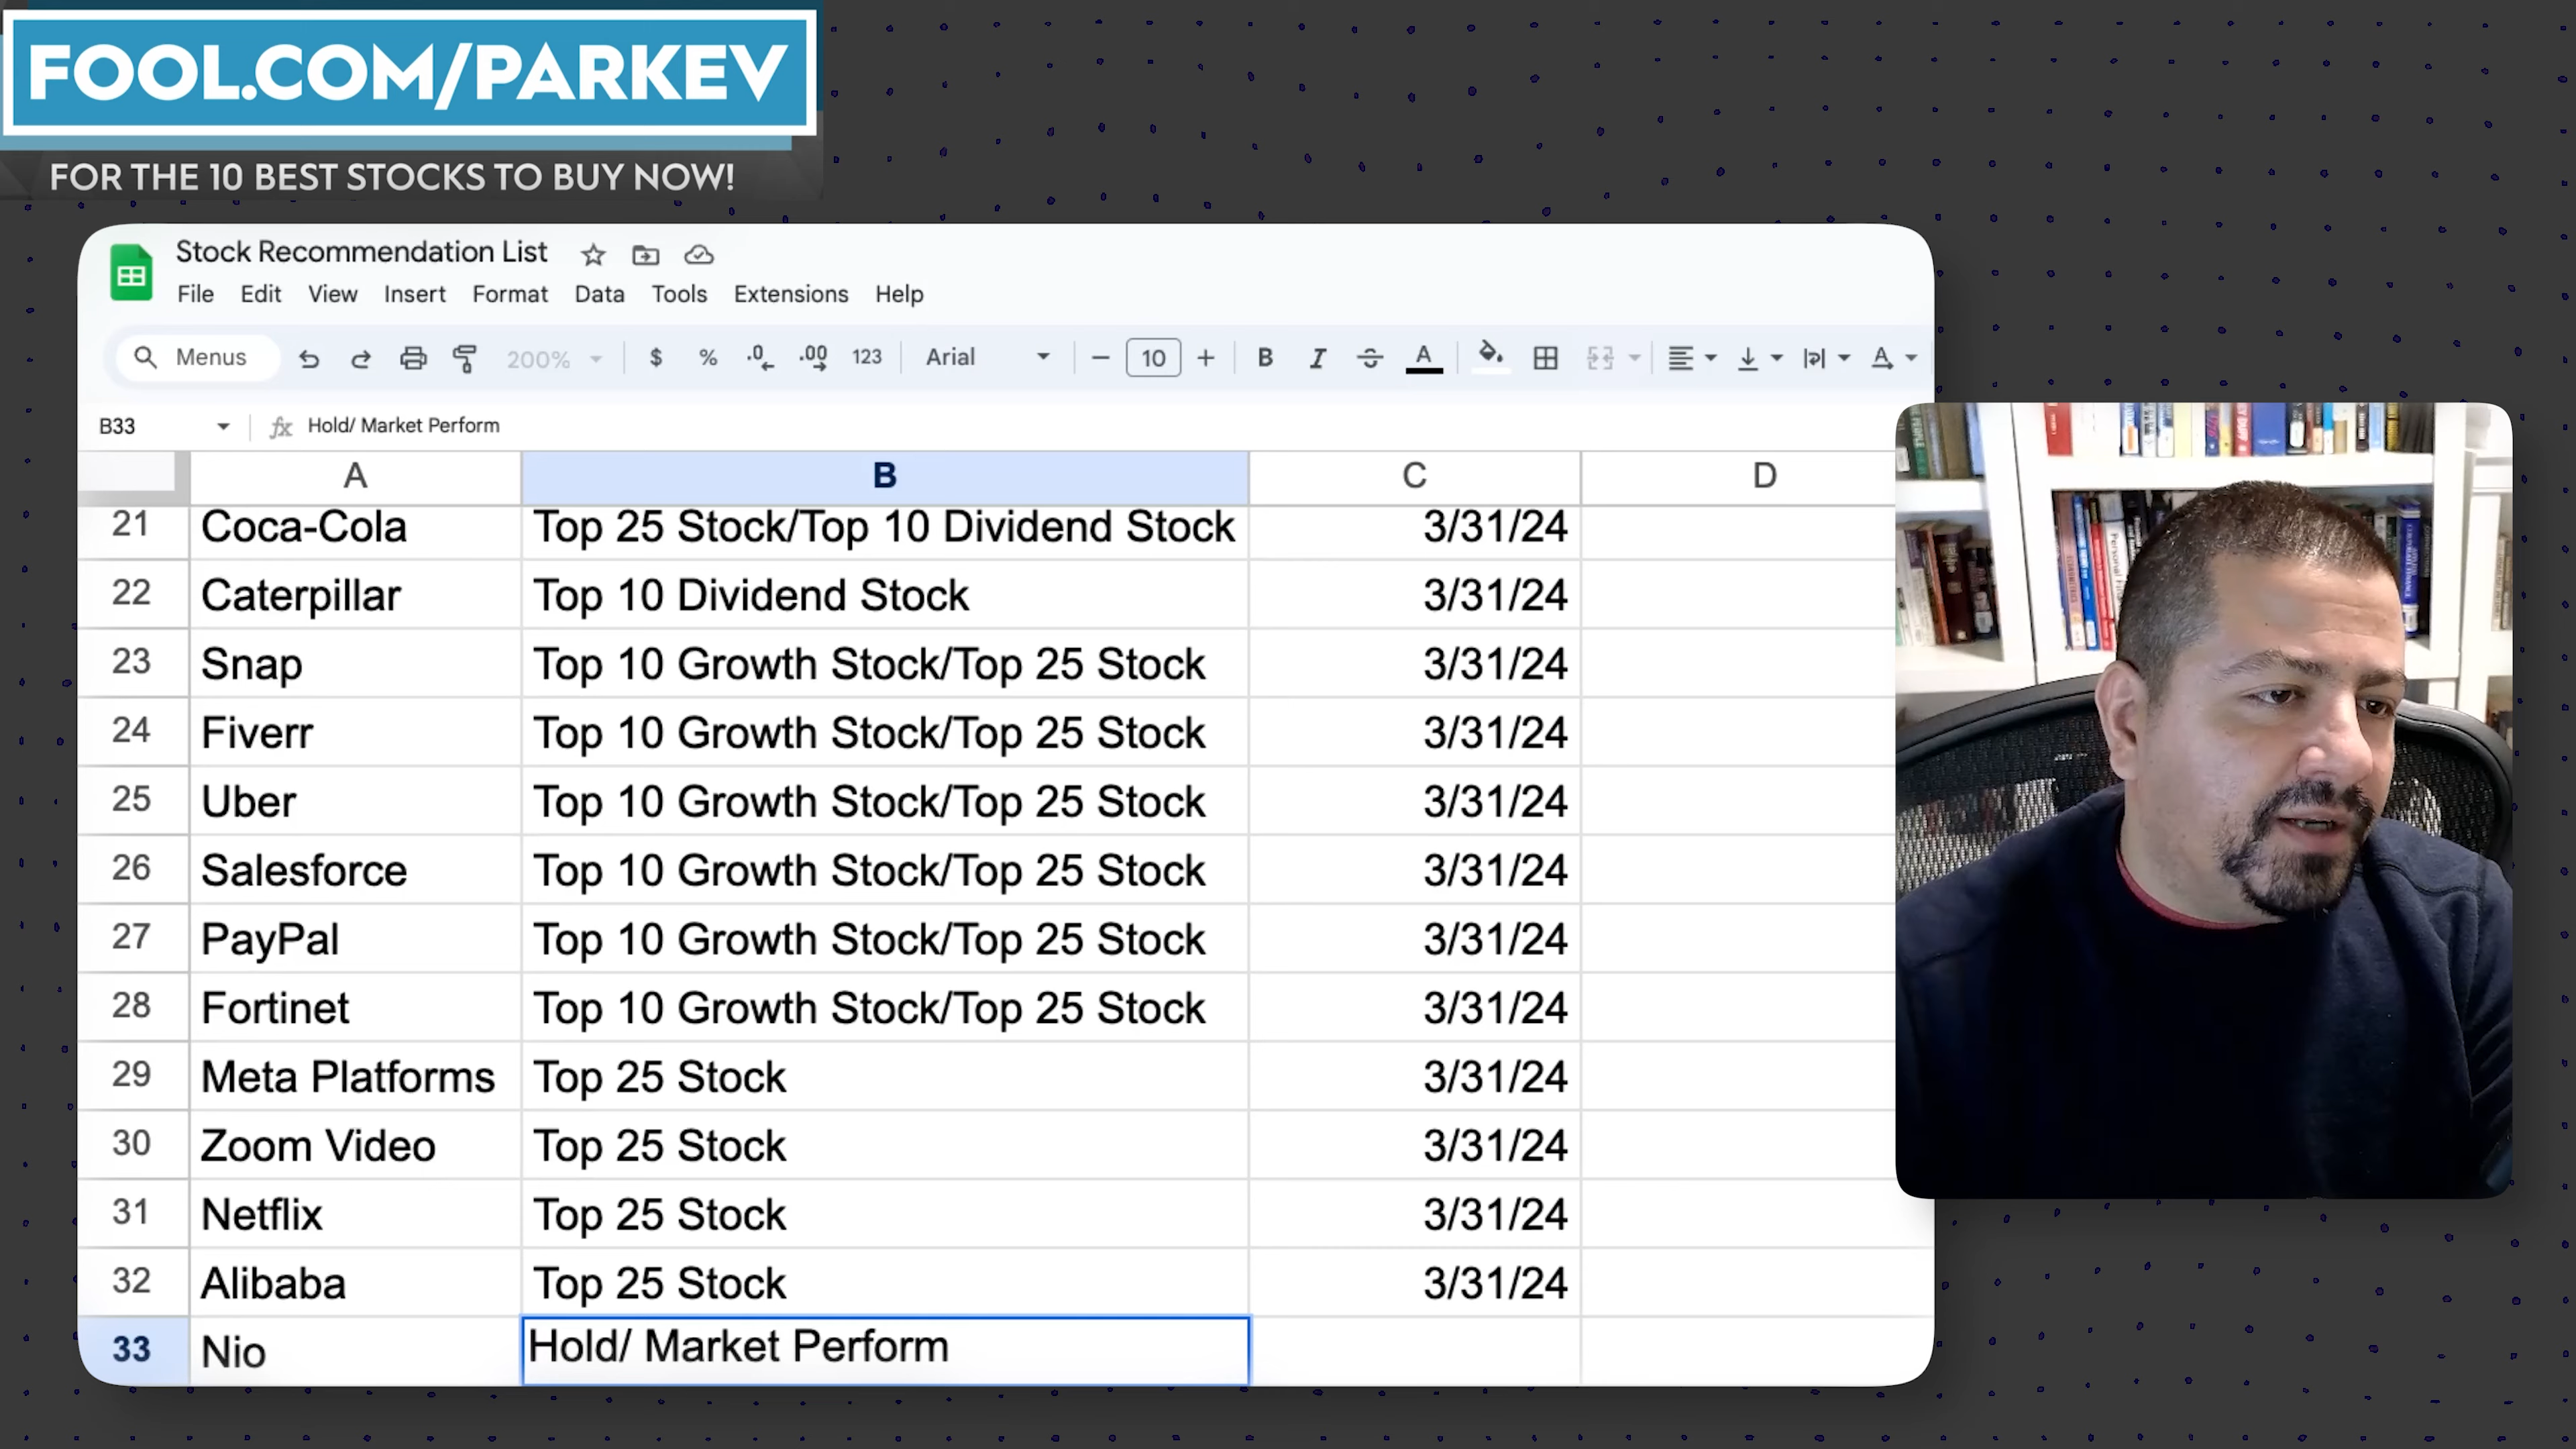 FOOL.COM/PARKEV
FOR THE 10 BEST STOCKS TO BUY NOW!
Stock Recommendation List
File Edit View Insert Format Data Tools Extensions Help
Menus 200% $ % .0 .00 123 Arial 10 B I A A
B33 fx Hold/ Market Perform
A B C D
21 Coca-Cola Top 25 Stock/Top 10 Dividend Stock 3/31/24
22 Caterpillar Top 10 Dividend Stock 3/31/24
23 Snap Top 10 Growth Stock/Top 25 Stock 3/31/24
24 Fiverr Top 10 Growth Stock/Top 25 Stock 3/31/24
25 Uber Top 10 Growth Stock/Top 25 Stock 3/31/24
26 Salesforce Top 10 Growth Stock/Top 25 Stock 3/31/24
27 PayPal Top 10 Growth Stock/Top 25 Stock 3/31/24
28 Fortinet Top 10 Growth Stock/Top 25 Stock 3/31/24
29 Meta Platforms Top 25 Stock 3/31/24
30 Zoom Video Top 25 Stock 3/31/24
31 Netflix Top 25 Stock 3/31/24
32 Alibaba Top 25 Stock 3/31/24
33 Nio Hold/ Market Perform